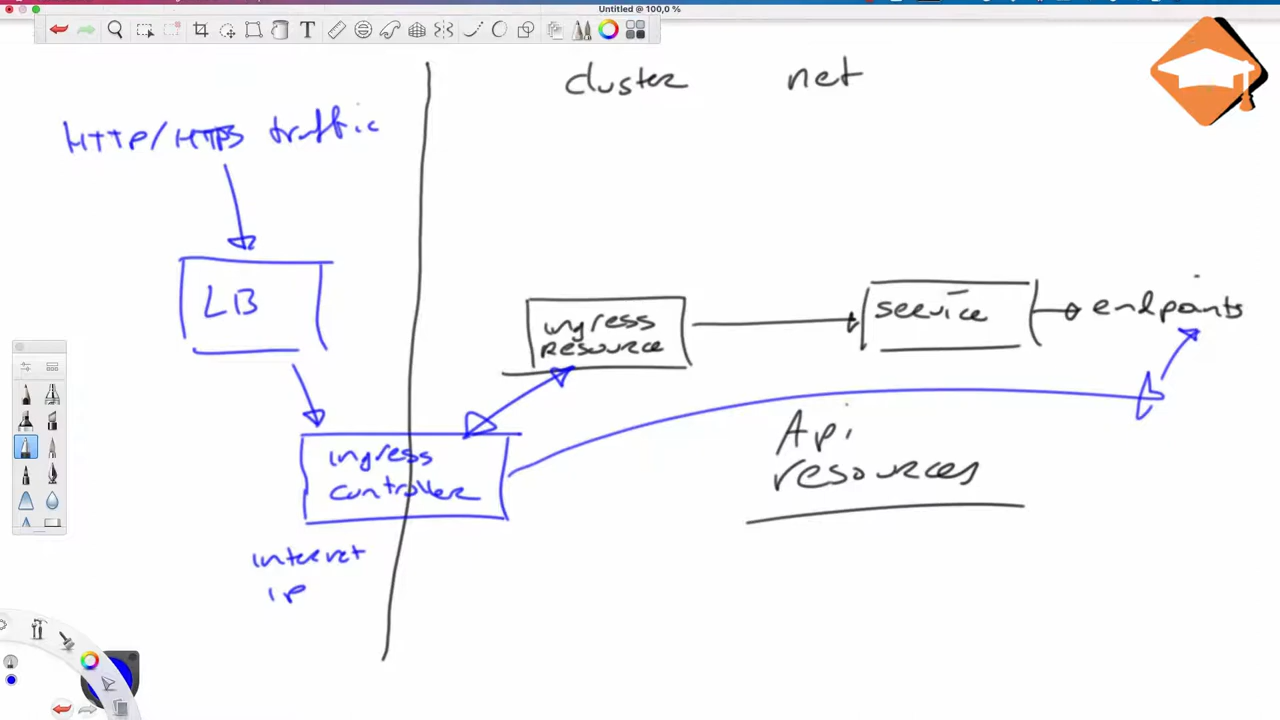 Untitled @ 100,0 %
cluster net
HTTP/HTTPS traffic
LB
ingress
resource
service
endpoints
Api
resources
ingress
controller
internet
ip